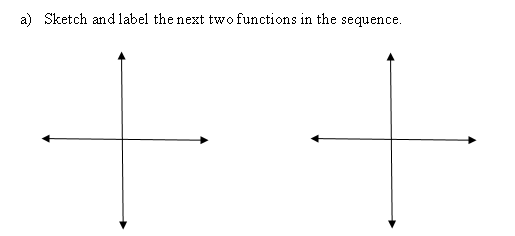 a) Sketch and label the next two functions in the sequence.